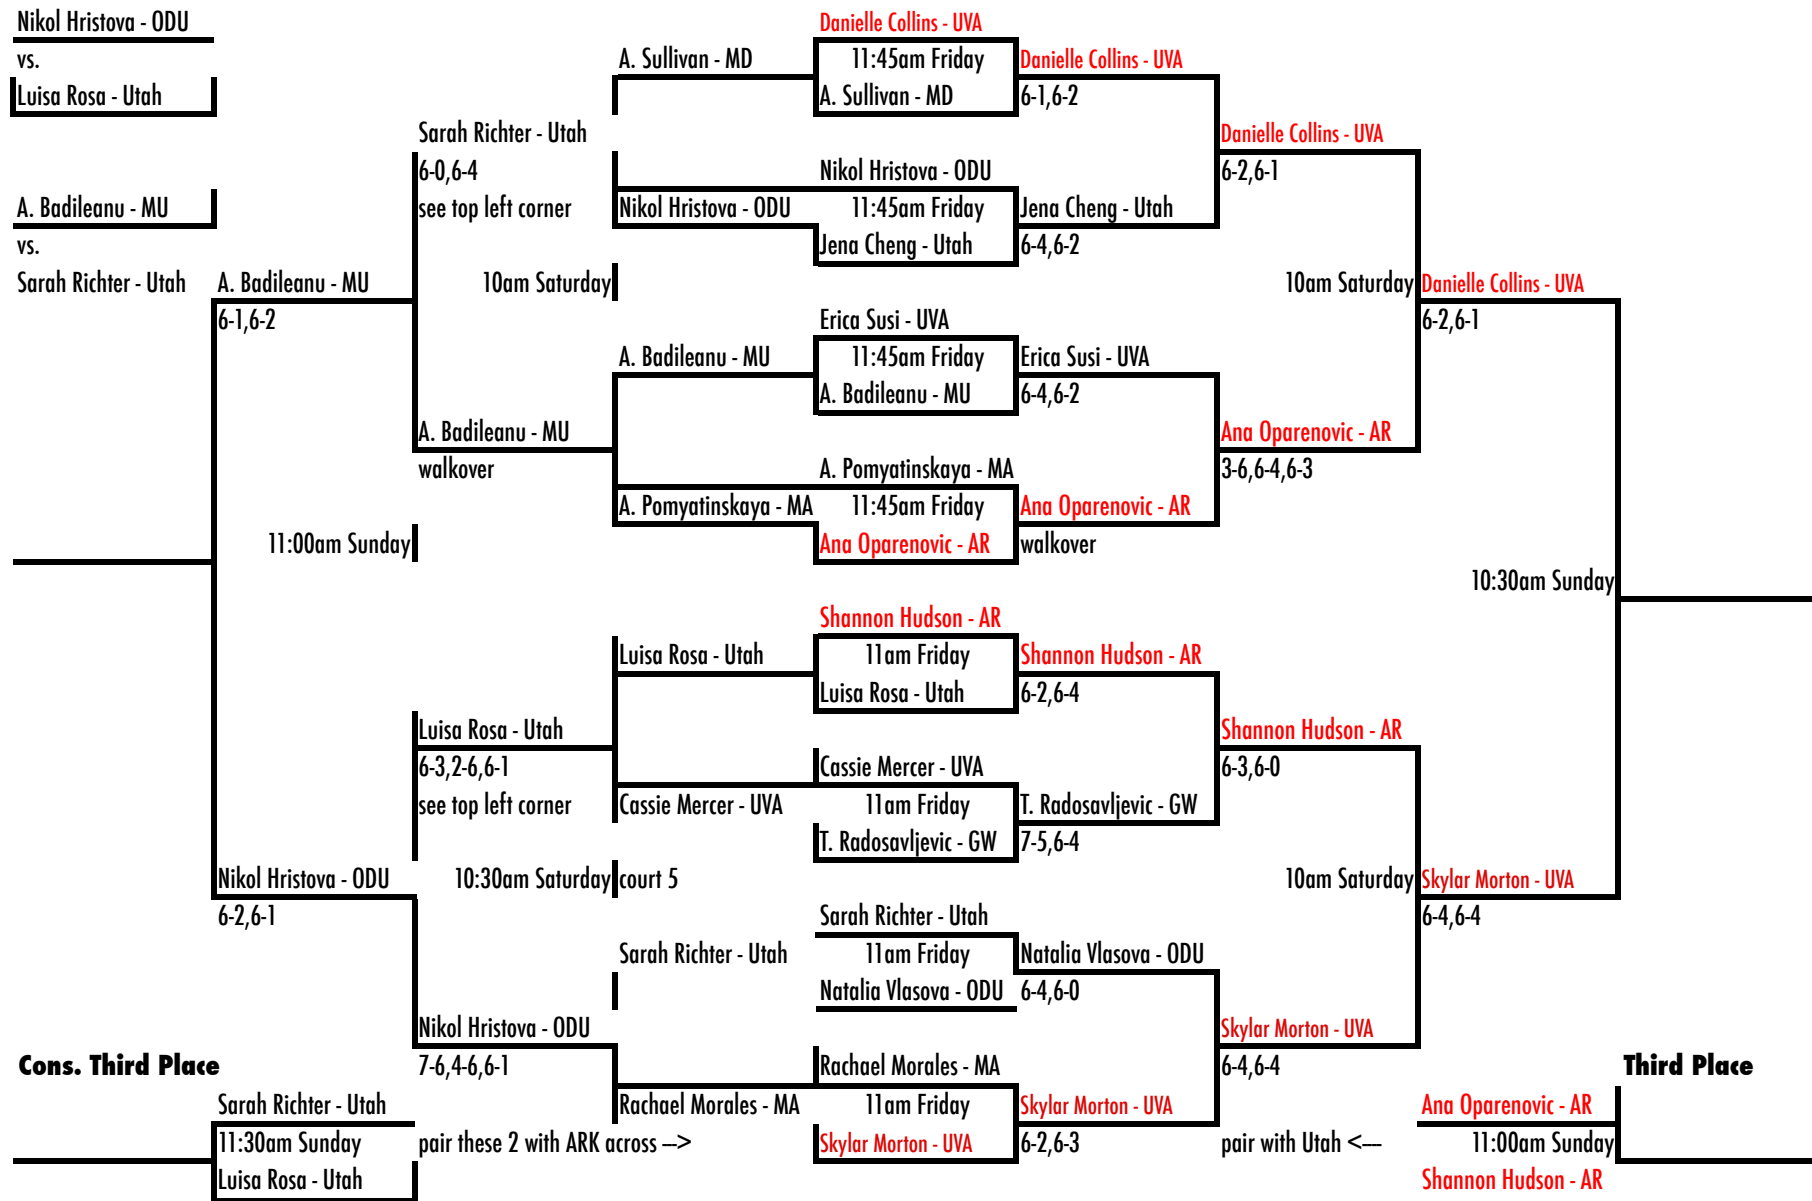 Nikol Hristova - ODU
Danielle Collins - UVA
vs.
A. Sullivan - MD
11:45am Friday
Danielle Collins - UVA
Luisa Rosa - Utah
A. Sullivan - MD
6-1,6-2
Sarah Richter - Utah
Danielle Collins - UVA
6-0,6-4
Nikol Hristova - ODU
6-2,6-1
A. Badileanu - MU
see top left corner
Nikol Hristova - ODU
11:45am Friday
Jena Cheng - Utah
vs.
Jena Cheng - Utah
6-4,6-2
Sarah Richter - Utah
A. Badileanu - MU
10am Saturday
10am Saturday
Danielle Collins - UVA
6-1,6-2
Erica Susi - UVA
6-2,6-1
A. Badileanu - MU
11:45am Friday
Erica Susi - UVA
A. Badileanu - MU
6-4,6-2
A. Badileanu - MU
Ana Oparenovic - AR
walkover
A. Pomyatinskaya - MA
3-6,6-4,6-3
A. Pomyatinskaya - MA
11:45am Friday
Ana Oparenovic - AR
11:00am Sunday
Ana Oparenovic - AR
walkover
10:30am Sunday
Shannon Hudson - AR
Luisa Rosa - Utah
11am Friday
Shannon Hudson - AR
Luisa Rosa - Utah
6-2,6-4
Luisa Rosa - Utah
Shannon Hudson - AR
6-3,2-6,6-1
Cassie Mercer - UVA
6-3,6-0
see top left corner
Cassie Mercer - UVA
11am Friday
T. Radosavljevic - GW
T. Radosavljevic - GW
7-5,6-4
Nikol Hristova - ODU
10:30am Saturday
court 5
10am Saturday
Skylar Morton - UVA
6-2,6-1
Sarah Richter - Utah
6-4,6-4
Sarah Richter - Utah
11am Friday
Natalia Vlasova - ODU
Natalia Vlasova - ODU
6-4,6-0
Nikol Hristova - ODU
Skylar Morton - UVA
Cons. Third Place
7-6,4-6,6-1
Rachael Morales - MA
6-4,6-4
Third Place
Sarah Richter - Utah
Rachael Morales - MA
11am Friday
Skylar Morton - UVA
Ana Oparenovic - AR
11:30am Sunday
pair these 2 with ARK across -->
Skylar Morton - UVA
6-2,6-3
pair with Utah <---
11:00am Sunday
Luisa Rosa - Utah
Shannon Hudson - AR